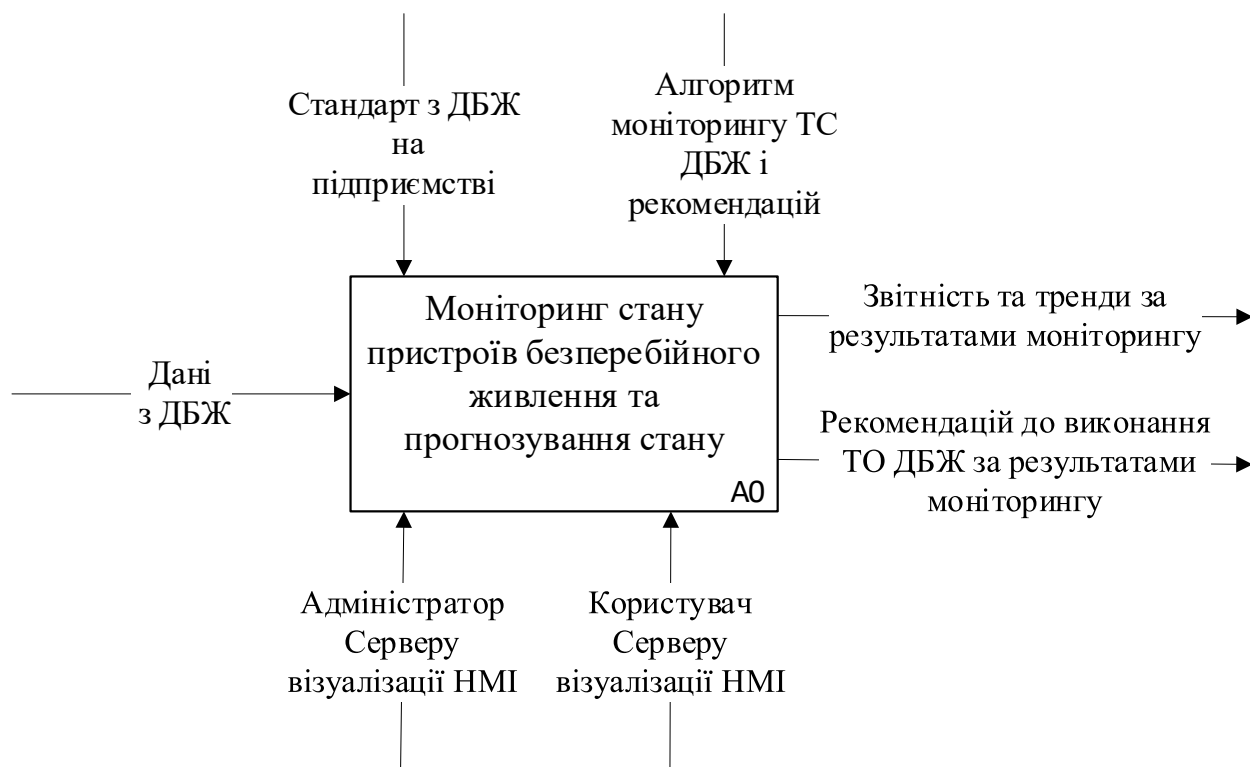 Стандарт з ДБЖ
на
підприємстві
Алгоритм
моніторингу ТС
ДБЖ і
рекомендацій
Моніторинг стану
пристроїв безперебійного
живлення та
прогнозування стану
A0
Дані
з ДБЖ
Звітність та тренди за
результатами моніторингу
Рекомендацій до виконання
ТО ДБЖ за результатами
моніторингу
Адміністратор
Серверу
візуалізації HMI
Користувач
Серверу
візуалізації HMI